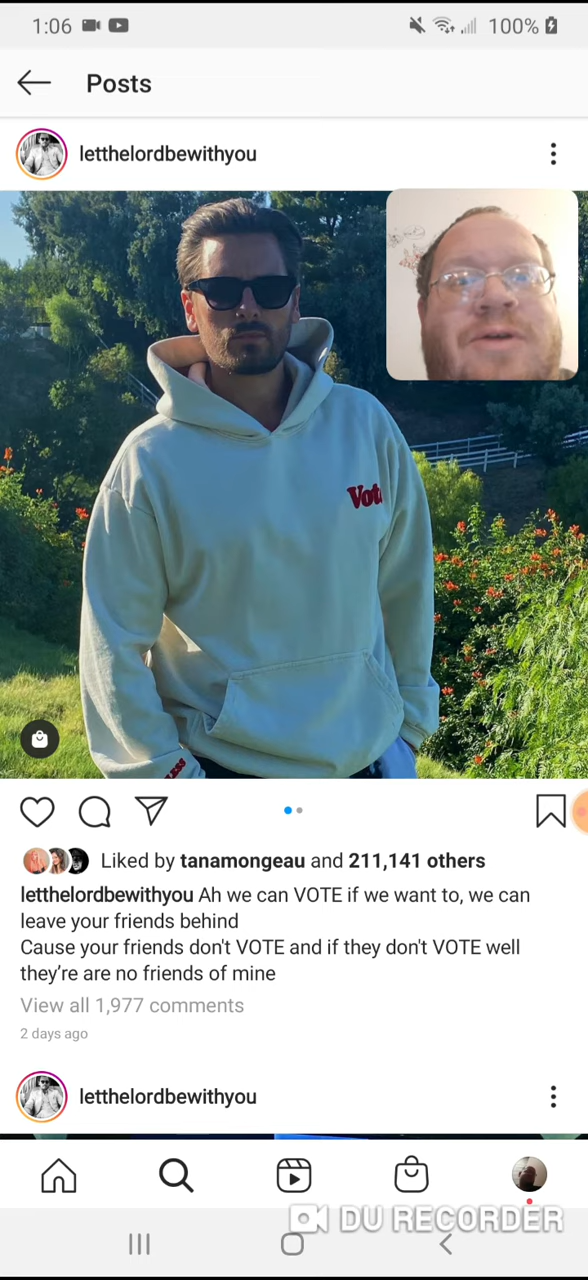 1:06 100%
Posts
letthelordbewithyou
Vot
Liked by tanamongeau and 211,141 others
letthelordbewithyou Ah we can VOTE if we want to, we can
leave your friends behind
Cause your friends don't VOTE and if they don't VOTE well
they're are no friends of mine
View all 1,977 comments
2 days ago
letthelordbewithyou
DU RECORDER